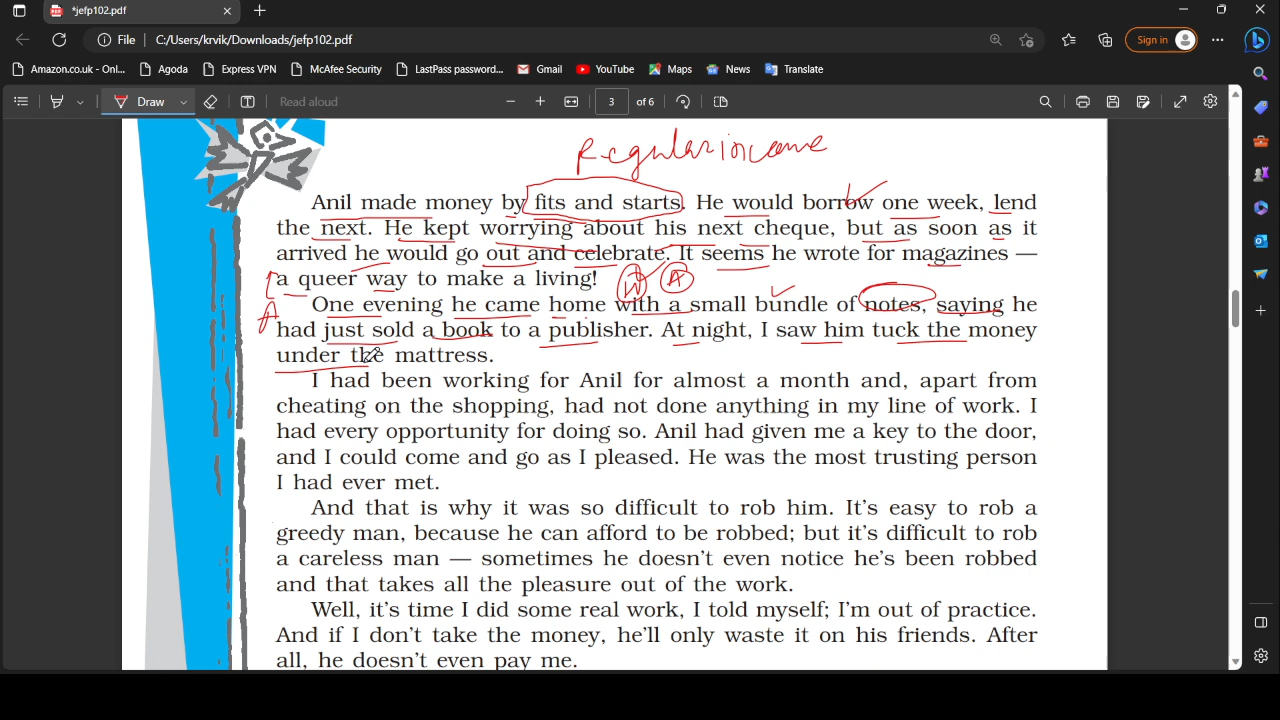 *jefp102.pdf
File C:/Users/krvik/Downloads/jefp102.pdf
Sign in
Amazon.co.uk - Onl... Agoda Express VPN McAfee Security LastPass password... Gmail YouTube Maps News Translate
Draw Read aloud 3 of 6
Regular income
Anil made money by fits and starts. He would borrow one week, lend
the next. He kept worrying about his next cheque, but as soon as it
arrived he would go out and celebrate. It seems he wrote for magazines —
a queer way to make a living!
W A
A
One evening he came home with a small bundle of notes, saying he
had just sold a book to a publisher. At night, I saw him tuck the money
under the mattress.
I had been working for Anil for almost a month and, apart from
cheating on the shopping, had not done anything in my line of work. I
had every opportunity for doing so. Anil had given me a key to the door,
and I could come and go as I pleased. He was the most trusting person
I had ever met.
And that is why it was so difficult to rob him. It's easy to rob a
greedy man, because he can afford to be robbed; but it's difficult to rob
a careless man — sometimes he doesn't even notice he's been robbed
and that takes all the pleasure out of the work.
Well, it's time I did some real work, I told myself; I'm out of practice.
And if I don't take the money, he'll only waste it on his friends. After
all, he doesn't even pay me.